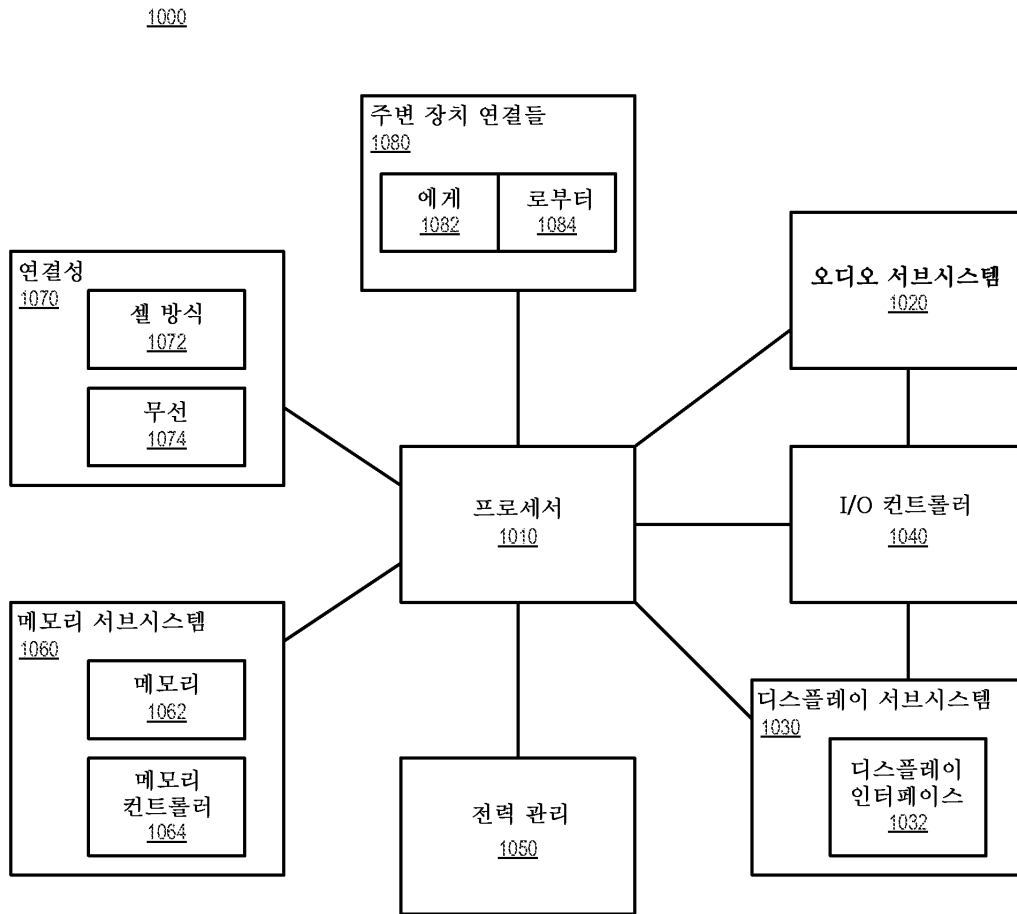 1000
주변 장치 연결들
1080
에게
1082
로부터
1084
연결성
1070
셀 방식
1072
무선
1074
오디오 서브시스템
1020
프로세서
1010
I/O 컨트롤러
1040
메모리 서브시스템
1060
메모리
1062
메모리
컨트롤러
1064
전력 관리
1050
디스플레이 서브시스템
1030
디스플레이
인터페이스
1032